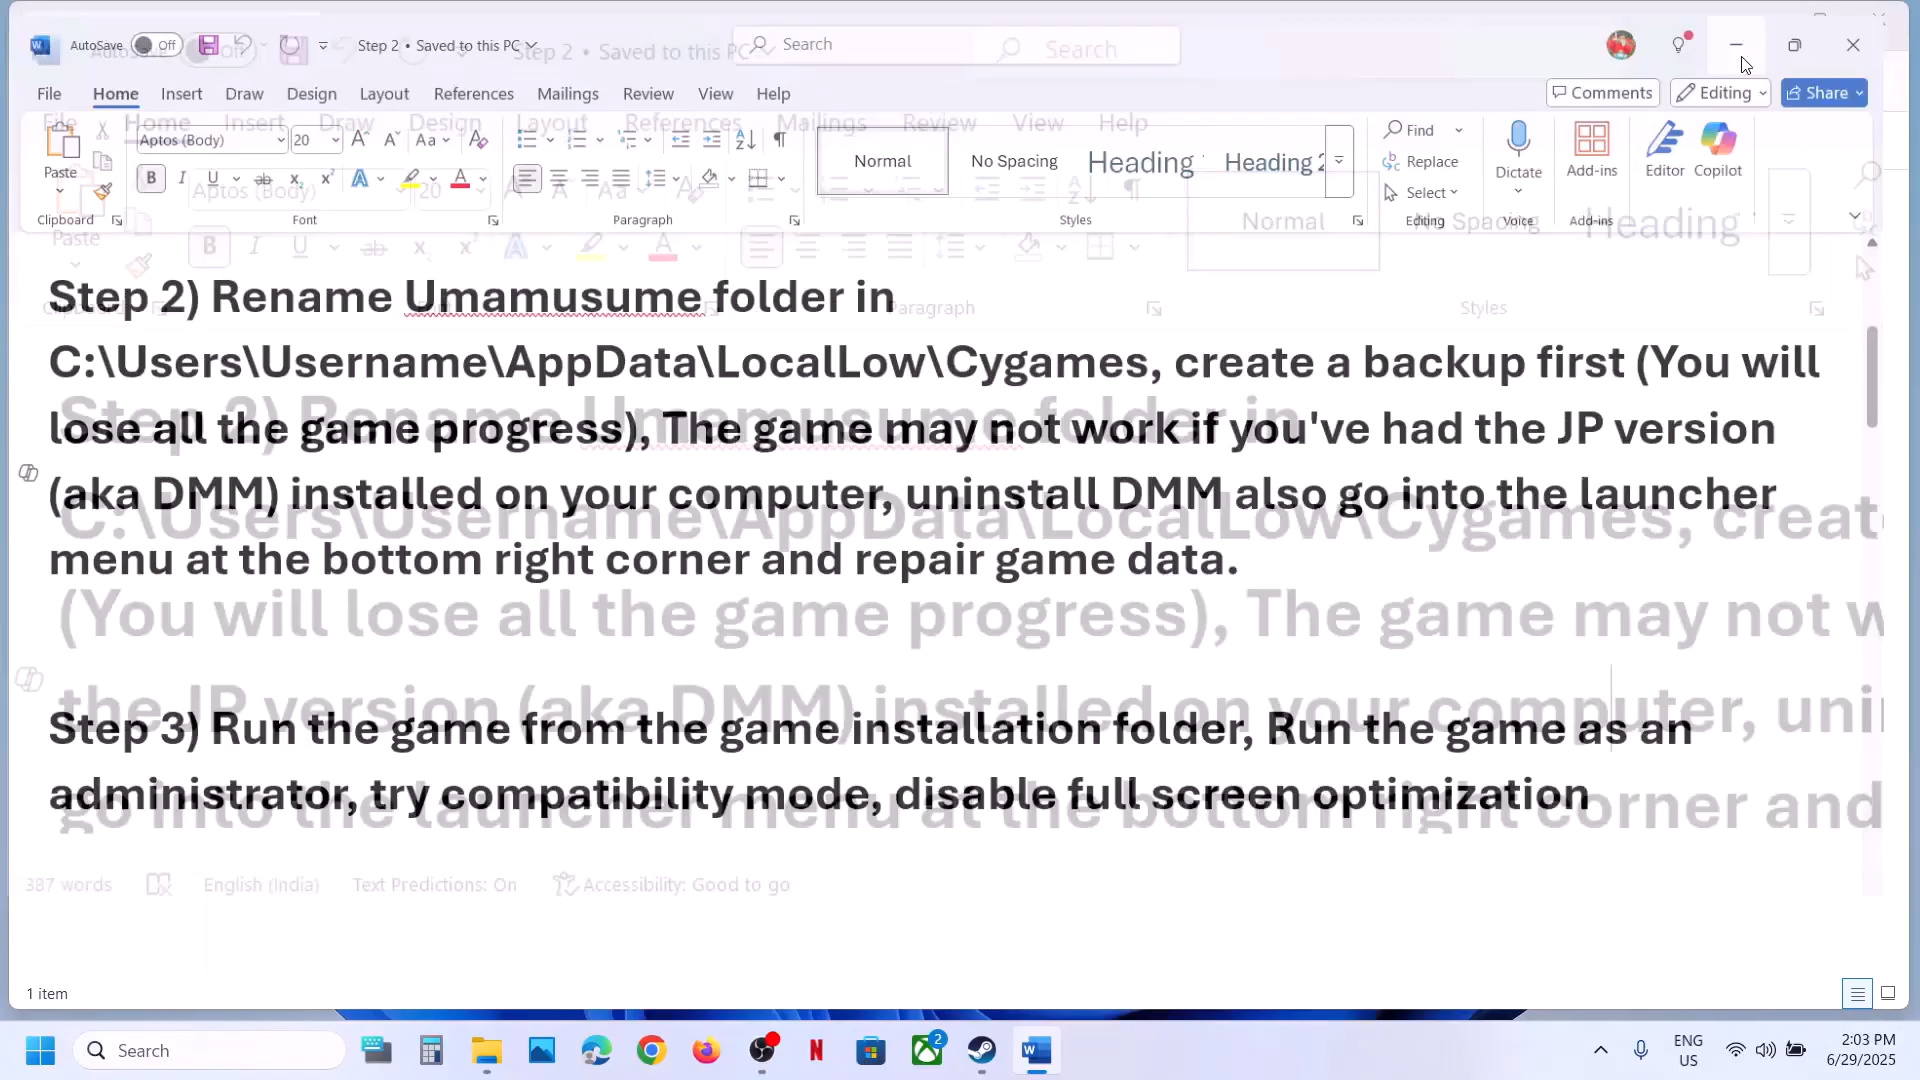 AutoSave Off Step 2 • Saved to this PC Search
File Home Insert Draw Design Layout References Mailings Review View Help Comments Editing Share
Paste Aptos (Body) 20 Normal No Spacing Heading Heading 2 Find Replace Select Dictate Add-ins Editor Copilot
Clipboard Font Paragraph Styles Editing Voice Add-ins
Step 2) Rename Umamusume folder in
C:\Users\Username\AppData\LocalLow\Cygames, create a backup first (You will
lose all the game progress), The game may not work if you've had the JP version
(aka DMM) installed on your computer, uninstall DMM also go into the launcher
menu at the bottom right corner and repair game data.
Step 3) Run the game from the game installation folder, Run the game as an
administrator, try compatibility mode, disable full screen optimization
387 words English (India) Text Predictions: On Accessibility: Good to go
1 item
Search 2 ENG US 2:03 PM
6/29/2025